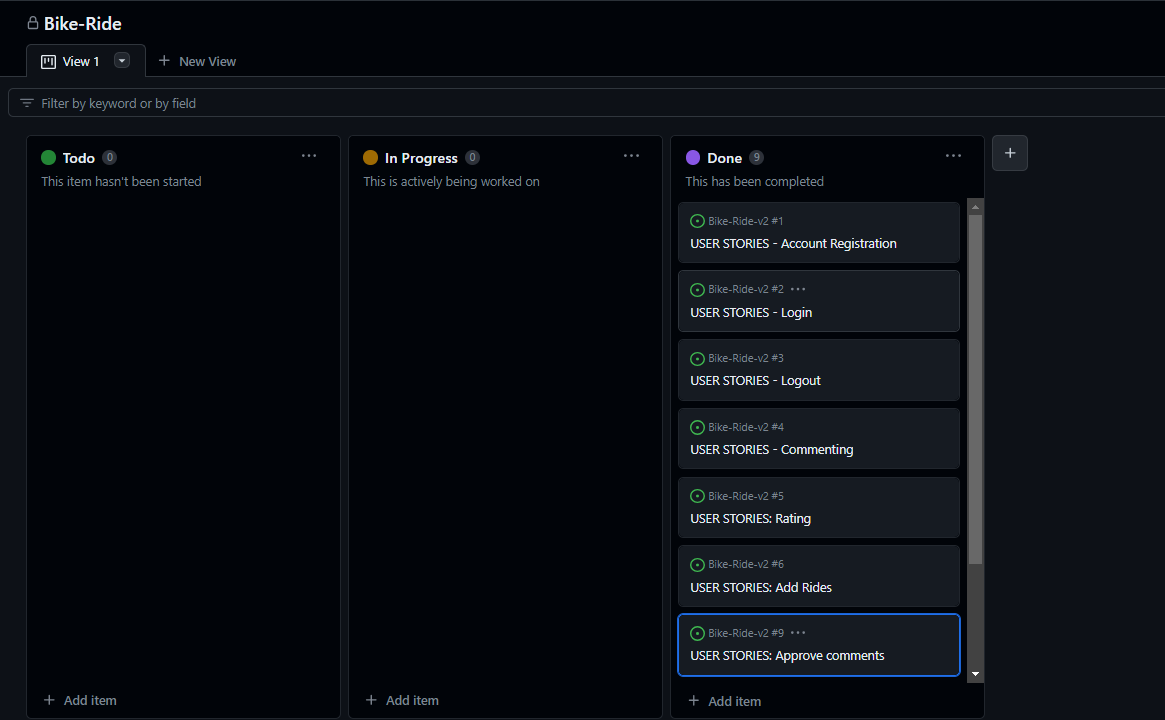 Bike-Ride
View 1
New View
Filter by keyword or by field
Todo 0
This item hasn't been started
Add item
In Progress 0
This is actively being worked on
Add item
Done 9
This has been completed
Bike-Ride-v2 #1
USER STORIES - Account Registration
Bike-Ride-v2 #2
USER STORIES - Login
Bike-Ride-v2 #3
USER STORIES - Logout
Bike-Ride-v2 #4
USER STORIES - Commenting
Bike-Ride-v2 #5
USER STORIES: Rating
Bike-Ride-v2 #6
USER STORIES: Add Rides
Bike-Ride-v2 #9
USER STORIES: Approve comments
Add item